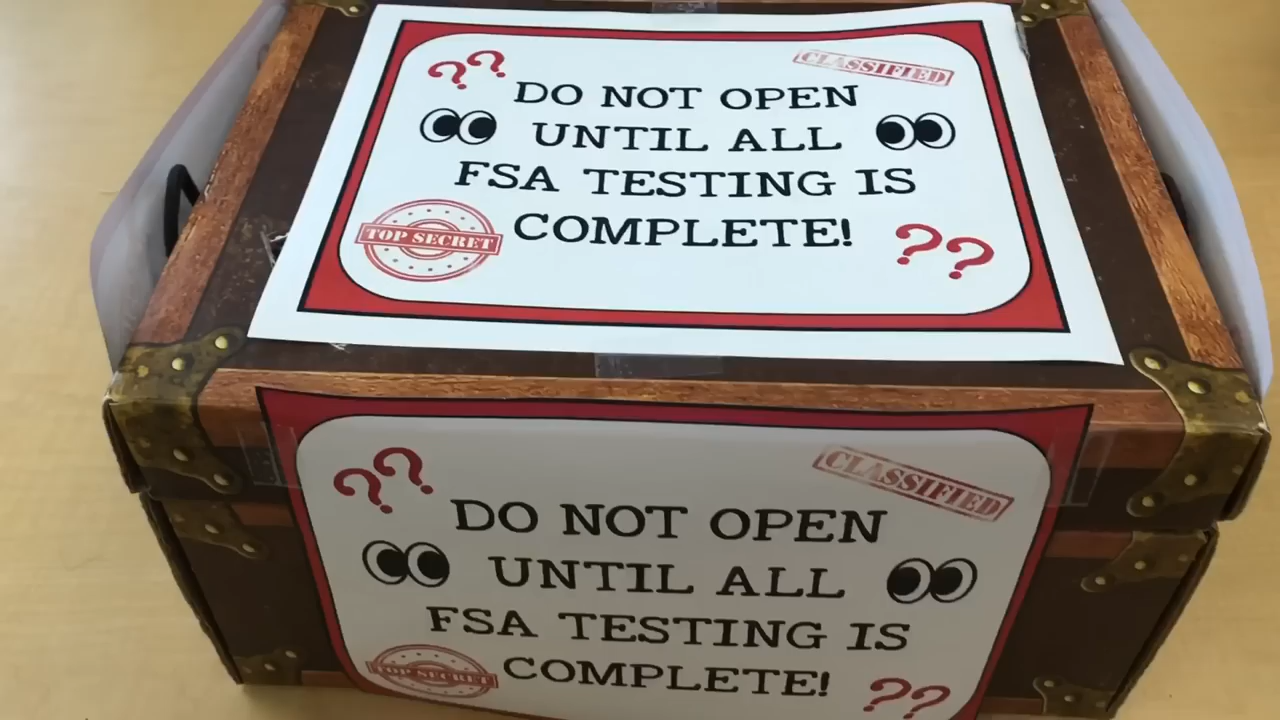 ??
CLASSIFIED
DO NOT OPEN
UNTIL ALL
FSA TESTING IS
COMPLETE!
TOP SECRET
??
??
CLASSIFIED
DO NOT OPEN
UNTIL ALL
FSA TESTING IS
COMPLETE!
TOP SECRET
??